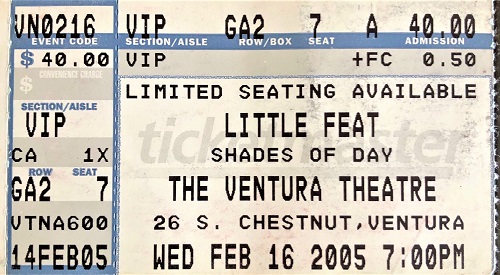 VN0216 VIP GA2 7 A 40.00
EVENT CODE SECTION/AISLE ROW/BOX SEAT ADMISSION
$ 40.00 VIP +FC 0.50
$ CONVENIENCE CHARGE
LIMITED SEATING AVAILABLE
SECTION/AISLE
VIP LITTLE FEAT
ticketmaster
CA 1X SHADES OF DAY
ROW SEAT
GA2 7 THE VENTURA THEATRE
VTNA600 26 S. CHESTNUT,VENTURA
14FEB05 WED FEB 16 2005 7:00PM